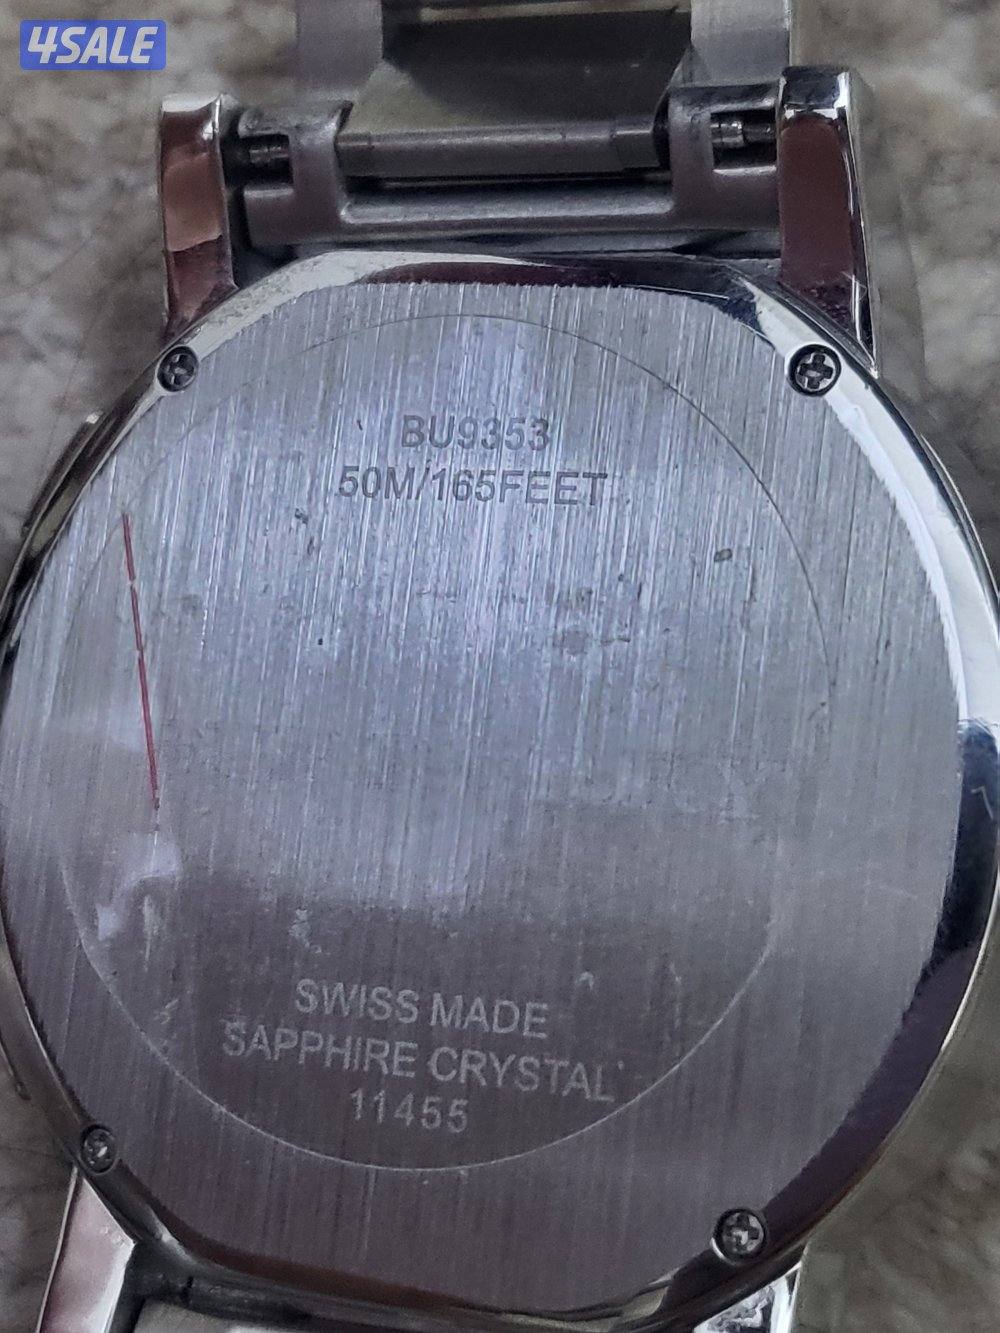 4SALE
BU9353
50M/165FEET
SWISS MADE
SAPPHIRE CRYSTAL
11455